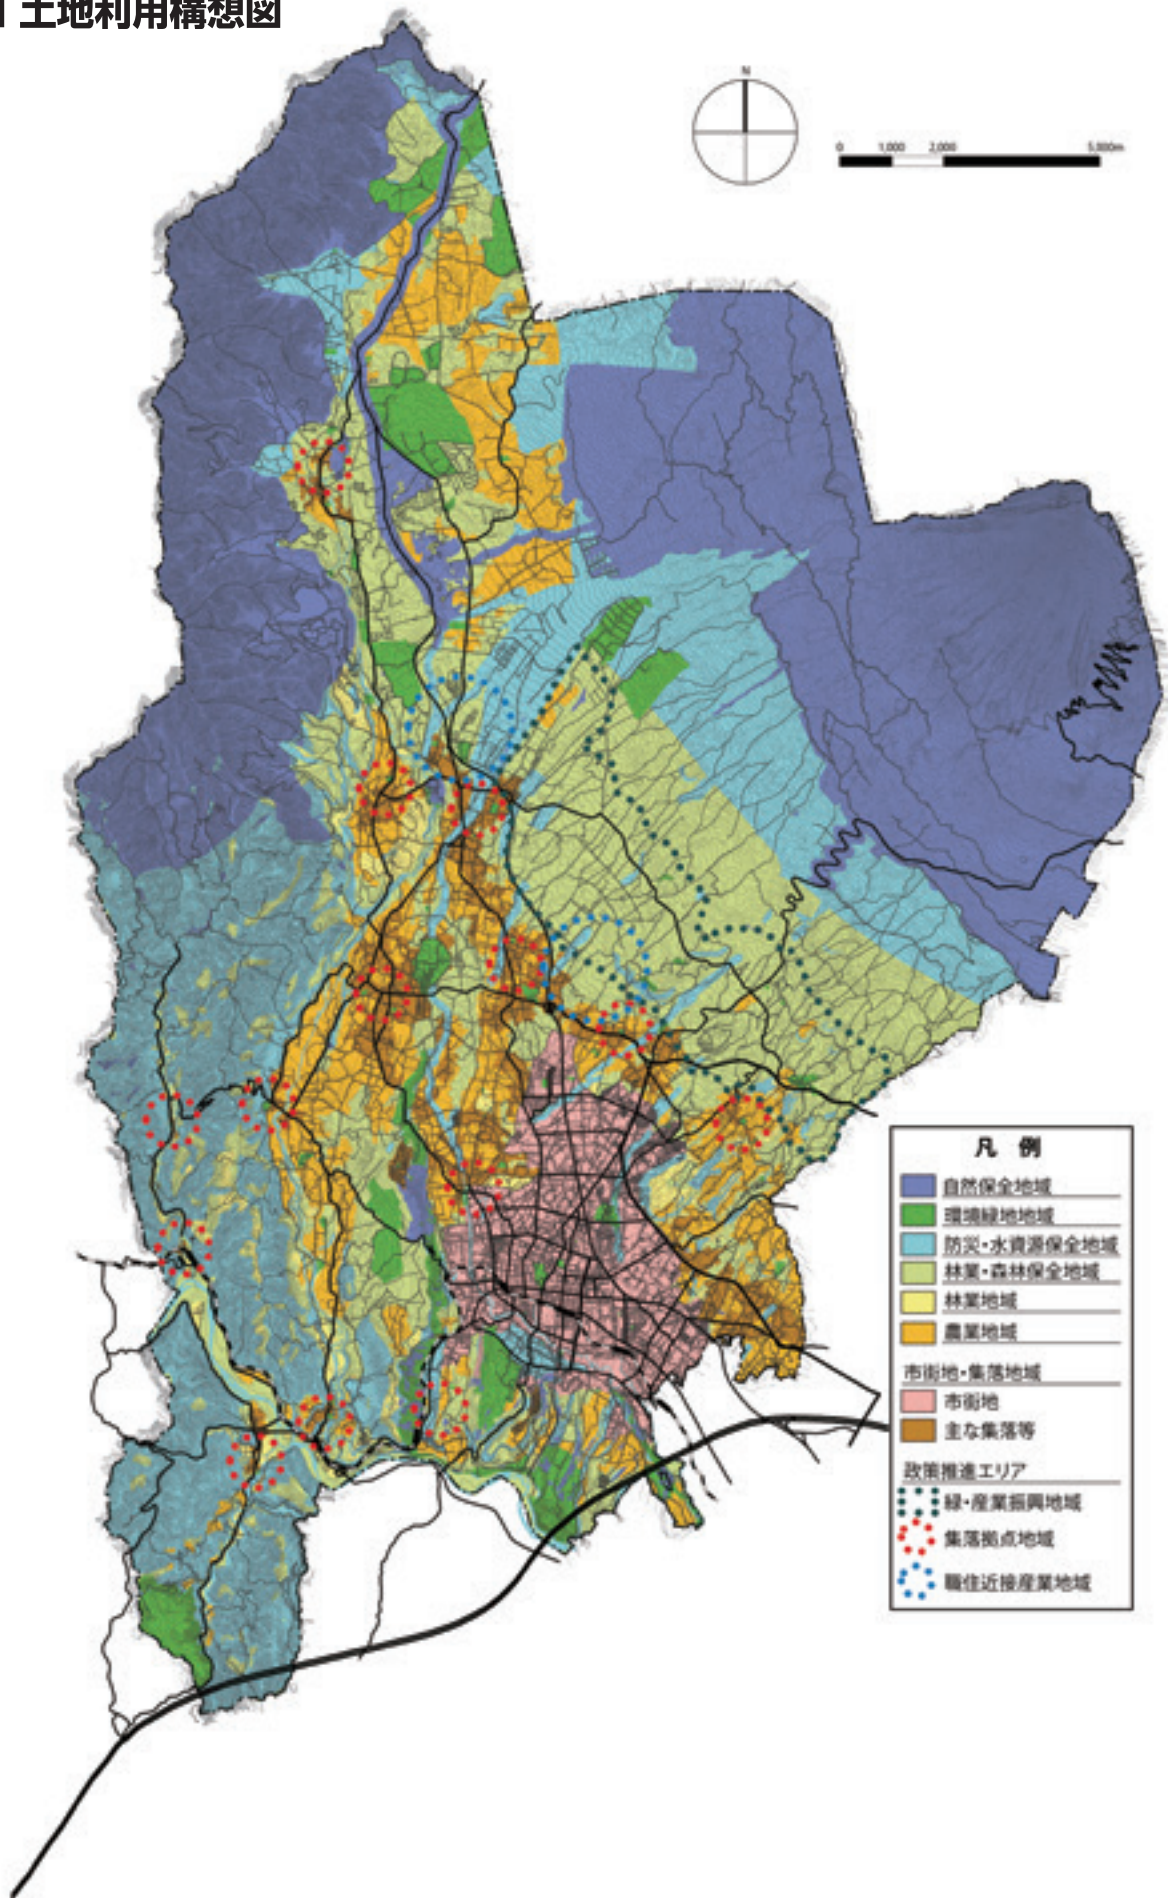 土地利用構想図
N
0 1,000 2,000 5,000m
凡 例
自然保全地域
環境緑地地域
防災・水資源保全地域
林業・森林保全地域
林業地域
農業地域
市街地・集落地域
市街地
主な集落等
政策推進エリア
緑・産業振興地域
集落拠点地域
職住近接産業地域